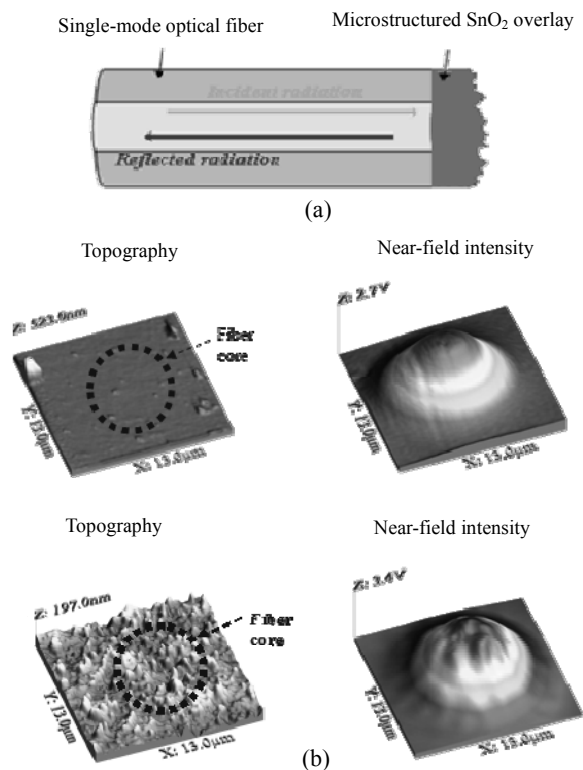 Single-mode optical fiber
Microstructured SnO₂ overlay
Incident radiation
Reflected radiation
(a)
Topography
Near-field intensity
Z: 523.9nm
Fiber
core
Y: 13.0μm
X: 13.0μm
Z: 2.7V
Y: 13.0μm
X: 13.0μm
Topography
Near-field intensity
Z: 197.0nm
Fiber
core
Y: 13.0μm
X: 13.0μm
Z: 3.4V
Y: 13.0μm
X: 13.0μm
(b)